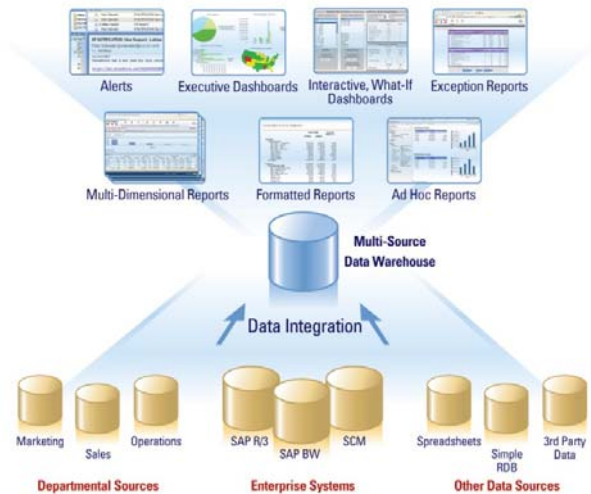 Alerts
Executive Dashboards
Interactive, What-If
Dashboards
Exception Reports
Multi-Dimensional Reports
Formatted Reports
Ad Hoc Reports
Multi-Source
Data Warehouse
Data Integration
Marketing
Sales
Operations
SAP R/3
SAP BW
SCM
Spreadsheets
Simple
RDB
3rd Party
Data
Departmental Sources
Enterprise Systems
Other Data Sources